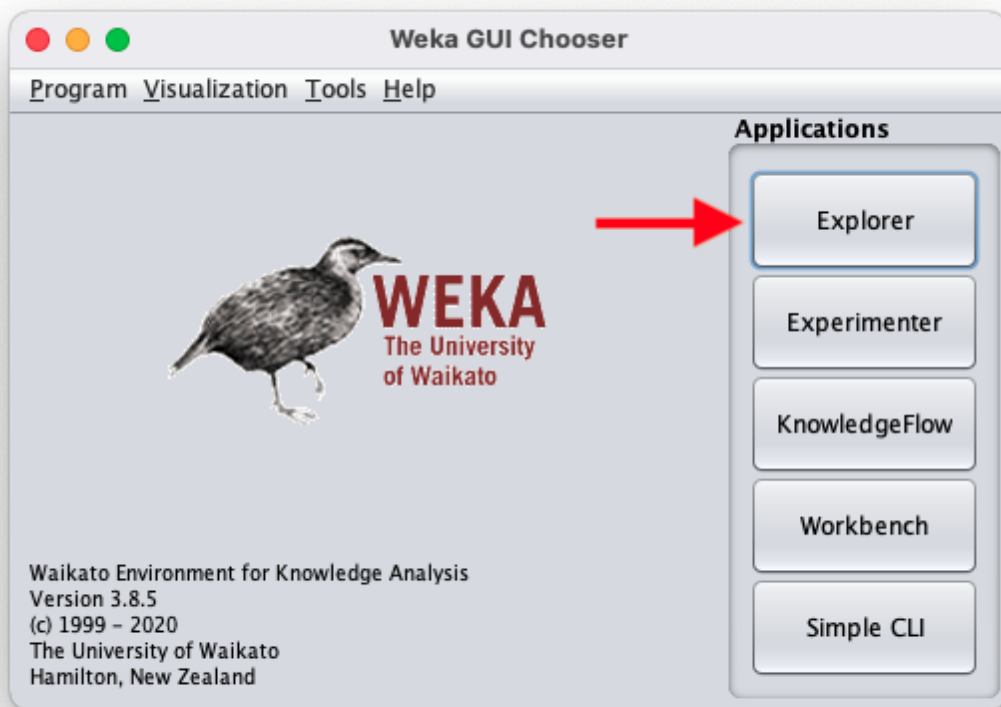 Weka GUI Chooser
Program Visualization Tools Help
Applications
Explorer
Experimenter
KnowledgeFlow
Workbench
Simple CLI
WEKA
The University
of Waikato
Waikato Environment for Knowledge Analysis
Version 3.8.5
(c) 1999 – 2020
The University of Waikato
Hamilton, New Zealand